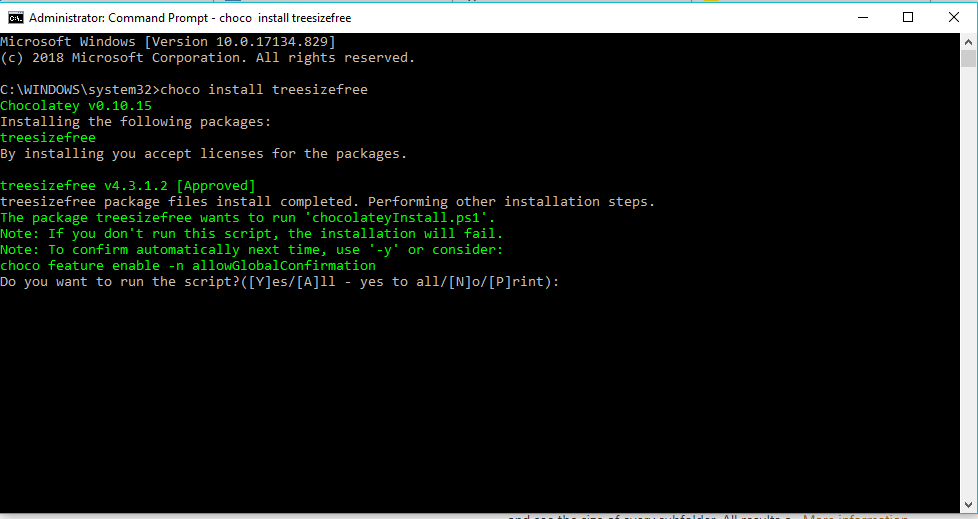 Administrator: Command Prompt - choco  install treesizefree
Microsoft Windows [Version 10.0.17134.829]
(c) 2018 Microsoft Corporation. All rights reserved.
C:\WINDOWS\system32>choco install treesizefree
Chocolatey v0.10.15
Installing the following packages:
treesizefree
By installing you accept licenses for the packages.
treesizefree v4.3.1.2 [Approved]
treesizefree package files install completed. Performing other installation steps.
The package treesizefree wants to run 'chocolateyInstall.ps1'.
Note: If you don't run this script, the installation will fail.
Note: To confirm automatically next time, use '-y' or consider:
choco feature enable -n allowGlobalConfirmation
Do you want to run the script?([Y]es/[A]ll - yes to all/[N]o/[P]rint):
and see the size of every subfolder. All results a More information